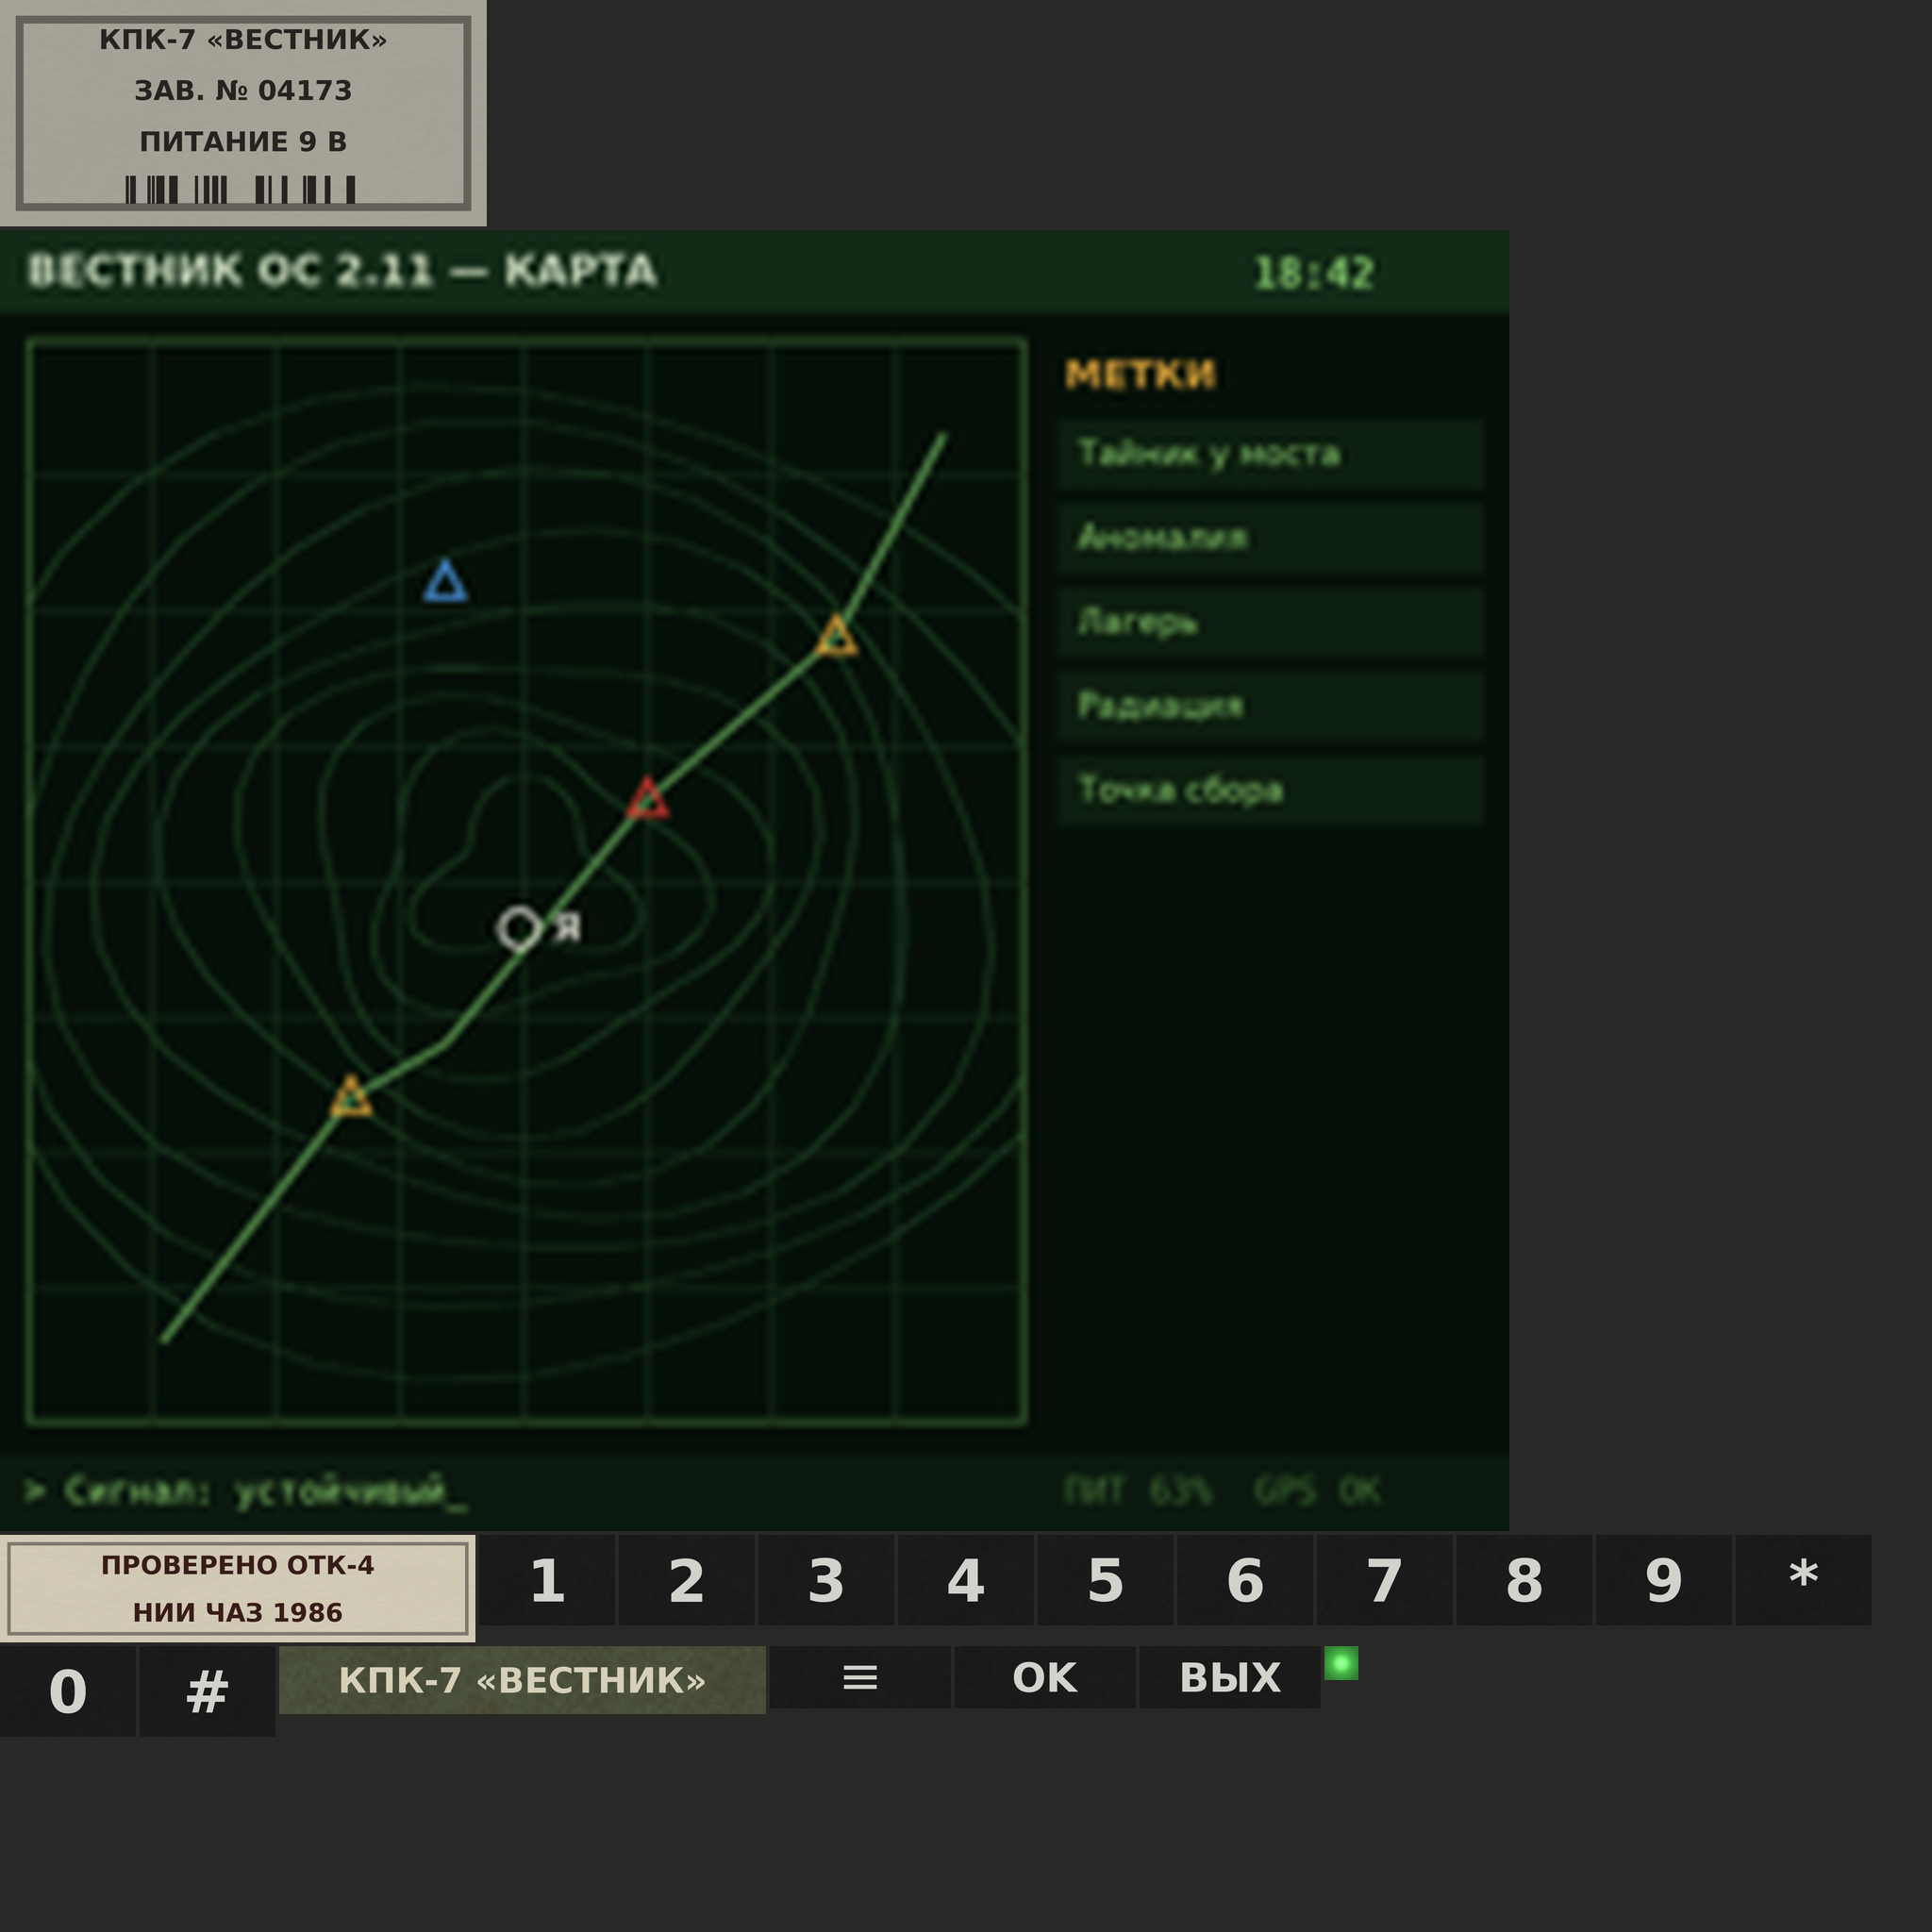 КПК-7 «ВЕСТНИК»
ЗАВ. № 04173
ПИТАНИЕ 9 В
ВЕСТНИК ОС 2.11 — КАРТА
18:42
МЕТКИ
Тайник у моста
Аномалия
Лагерь
Радиация
Точка сбора
Я
> Сигнал: устойчивый_
ПИТ 63% GPS OK
ПРОВЕРЕНО ОТК-4
НИИ ЧАЗ 1986
1 2 3 4 5 6 7 8 9 *
0 #
КПК-7 «ВЕСТНИК»
≡
OK
ВЫХ